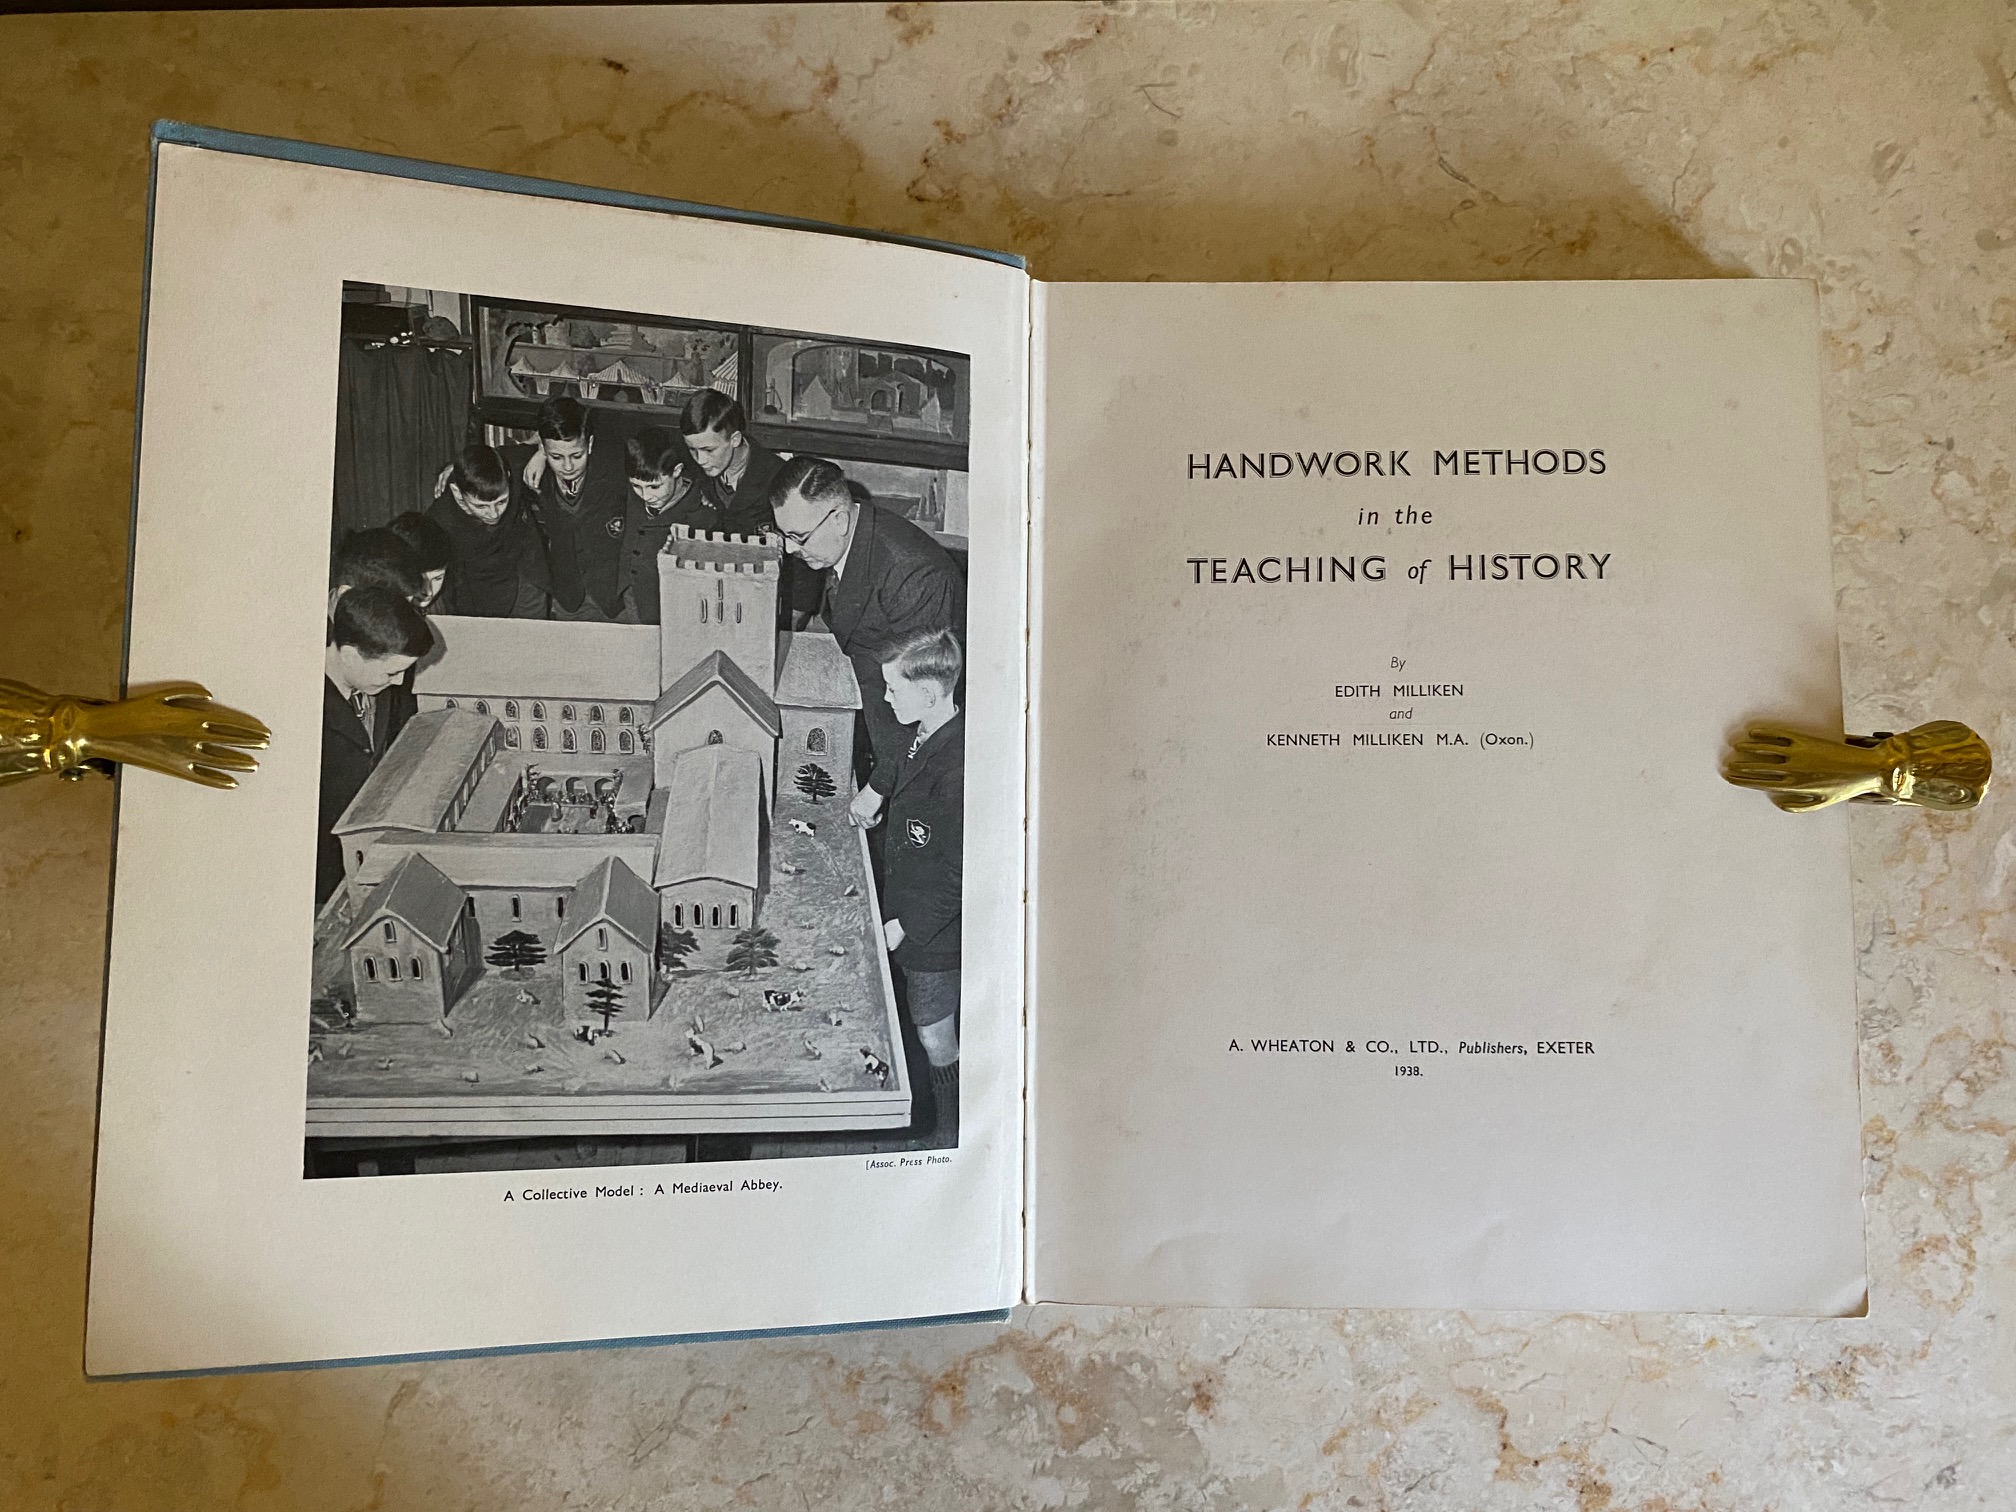 [Assoc. Press Photo.
A Collective Model : A Mediaeval Abbey.
HANDWORK METHODS
in the
TEACHING of HISTORY
By
EDITH MILLIKEN
and
KENNETH MILLIKEN M.A. (Oxon.)
A. WHEATON & CO., LTD., Publishers, EXETER
1938.